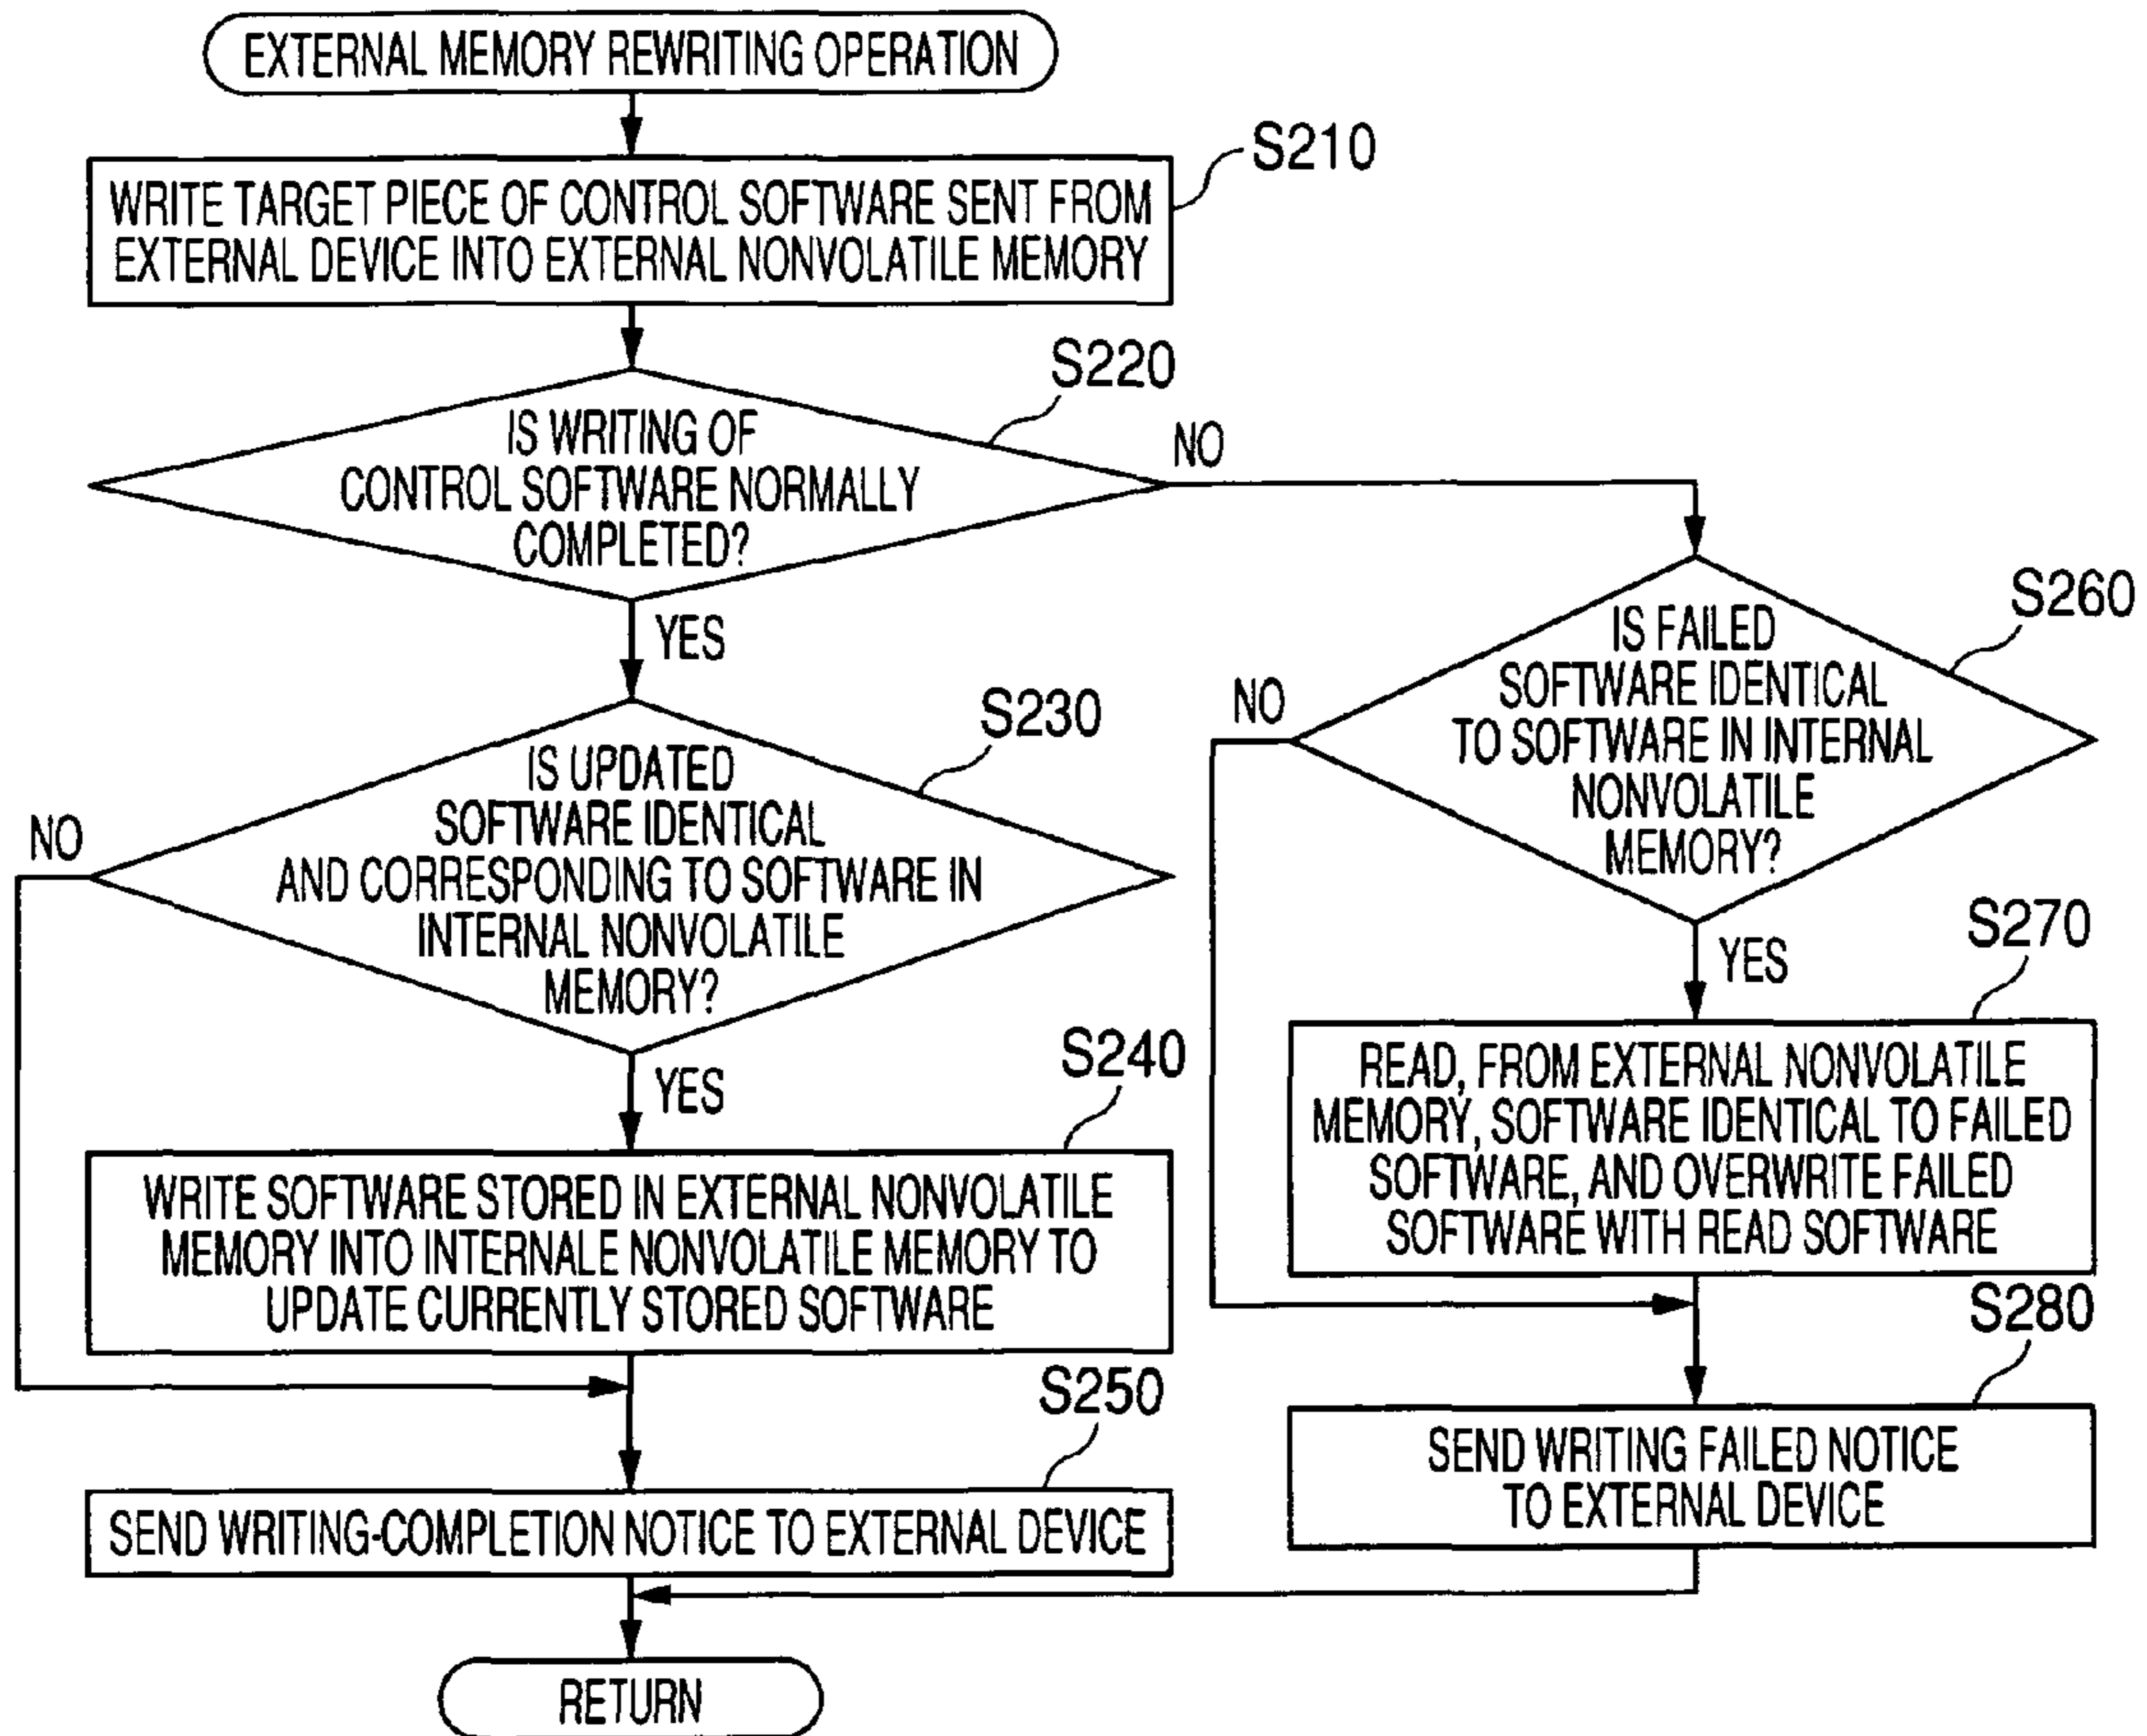 EXTERNAL MEMORY REWRITING OPERATION
S210
WRITE TARGET PIECE OF CONTROL SOFTWARE SENT FROM
EXTERNAL DEVICE INTO EXTERNAL NONVOLATILE MEMORY
S220
IS WRITING OF
CONTROL SOFTWARE NORMALLY
COMPLETED?
NO
YES
S230
IS UPDATED
SOFTWARE IDENTICAL
AND CORRESPONDING TO SOFTWARE IN
INTERNAL NONVOLATILE
MEMORY?
NO
YES
S240
WRITE SOFTWARE STORED IN EXTERNAL NONVOLATILE
MEMORY INTO INTERNALE NONVOLATILE MEMORY TO
UPDATE CURRENTLY STORED SOFTWARE
S250
SEND WRITING-COMPLETION NOTICE TO EXTERNAL DEVICE
S260
IS FAILED
SOFTWARE IDENTICAL
TO SOFTWARE IN INTERNAL
NONVOLATILE
MEMORY?
NO
YES
S270
READ, FROM EXTERNAL NONVOLATILE
MEMORY, SOFTWARE IDENTICAL TO FAILED
SOFTWARE, AND OVERWRITE FAILED
SOFTWARE WITH READ SOFTWARE
S280
SEND WRITING FAILED NOTICE
TO EXTERNAL DEVICE
RETURN